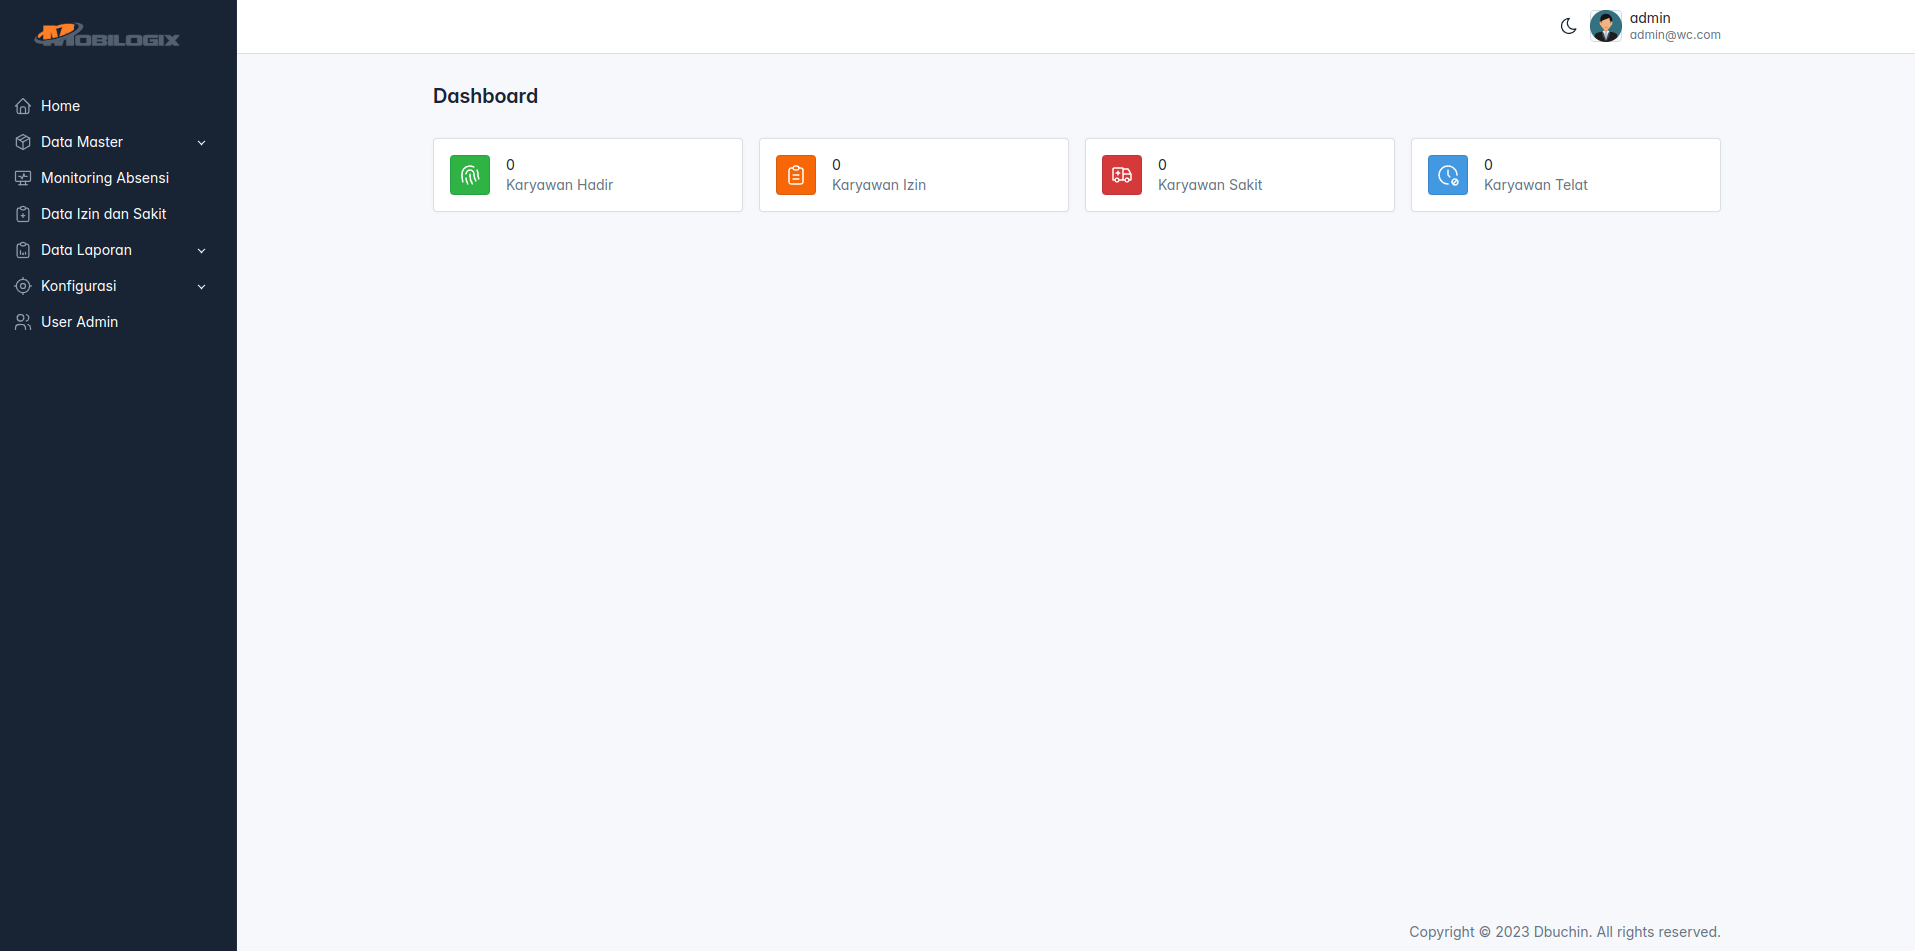 MOBILOGIX
admin
admin@wc.com
Home
Data Master
Monitoring Absensi
Data Izin dan Sakit
Data Laporan
Konfigurasi
User Admin
Dashboard
0
Karyawan Hadir
0
Karyawan Izin
0
Karyawan Sakit
0
Karyawan Telat
Copyright © 2023 Dbuchin. All rights reserved.